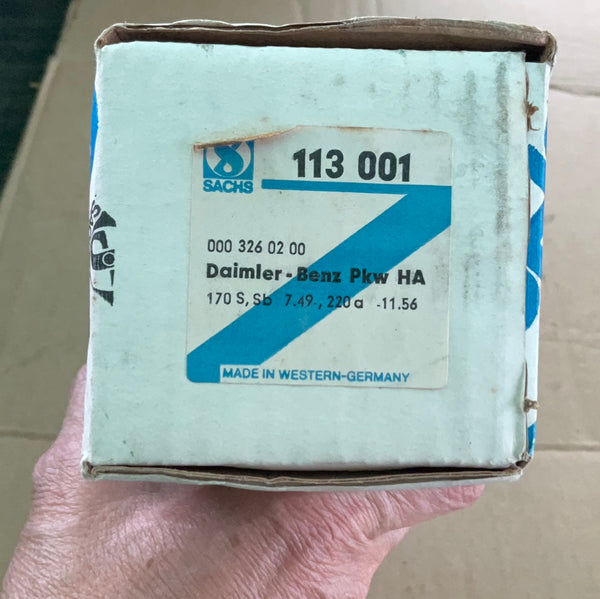 SACHS
113 001
000 326 02 00
Daimler-Benz Pkw HA
170 S, Sb 7.49-, 220a -11.56
MADE IN WESTERN-GERMANY